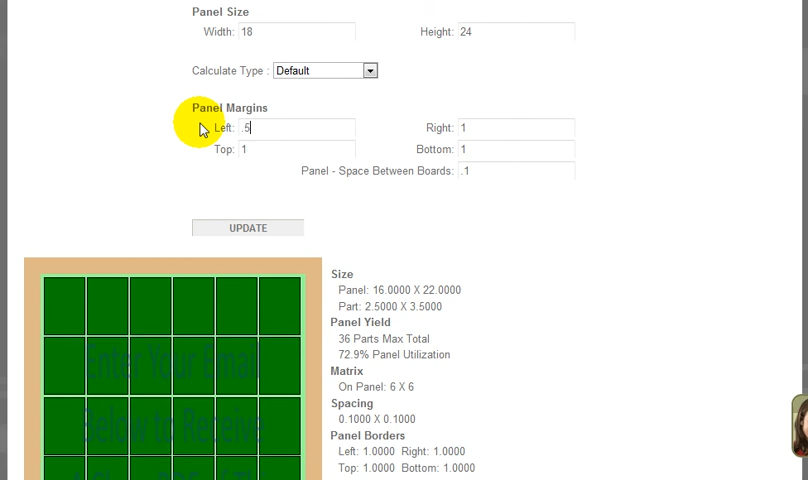 Panel Size
Width: 18 Height: 24
Calculate Type : Default
Panel Margins
Left: .5 Right: 1
Top: 1 Bottom: 1
Panel - Space Between Boards: .1
UPDATE
Size
Panel: 16.0000 X 22.0000
Part: 2.5000 X 3.5000
Panel Yield
36 Parts Max Total
72.9% Panel Utilization
Matrix
On Panel: 6 X 6
Spacing
0.1000 X 0.1000
Panel Borders
Left: 1.0000 Right: 1.0000
Top: 1.0000 Bottom: 1.0000
Enter Your Email
Below to Receive